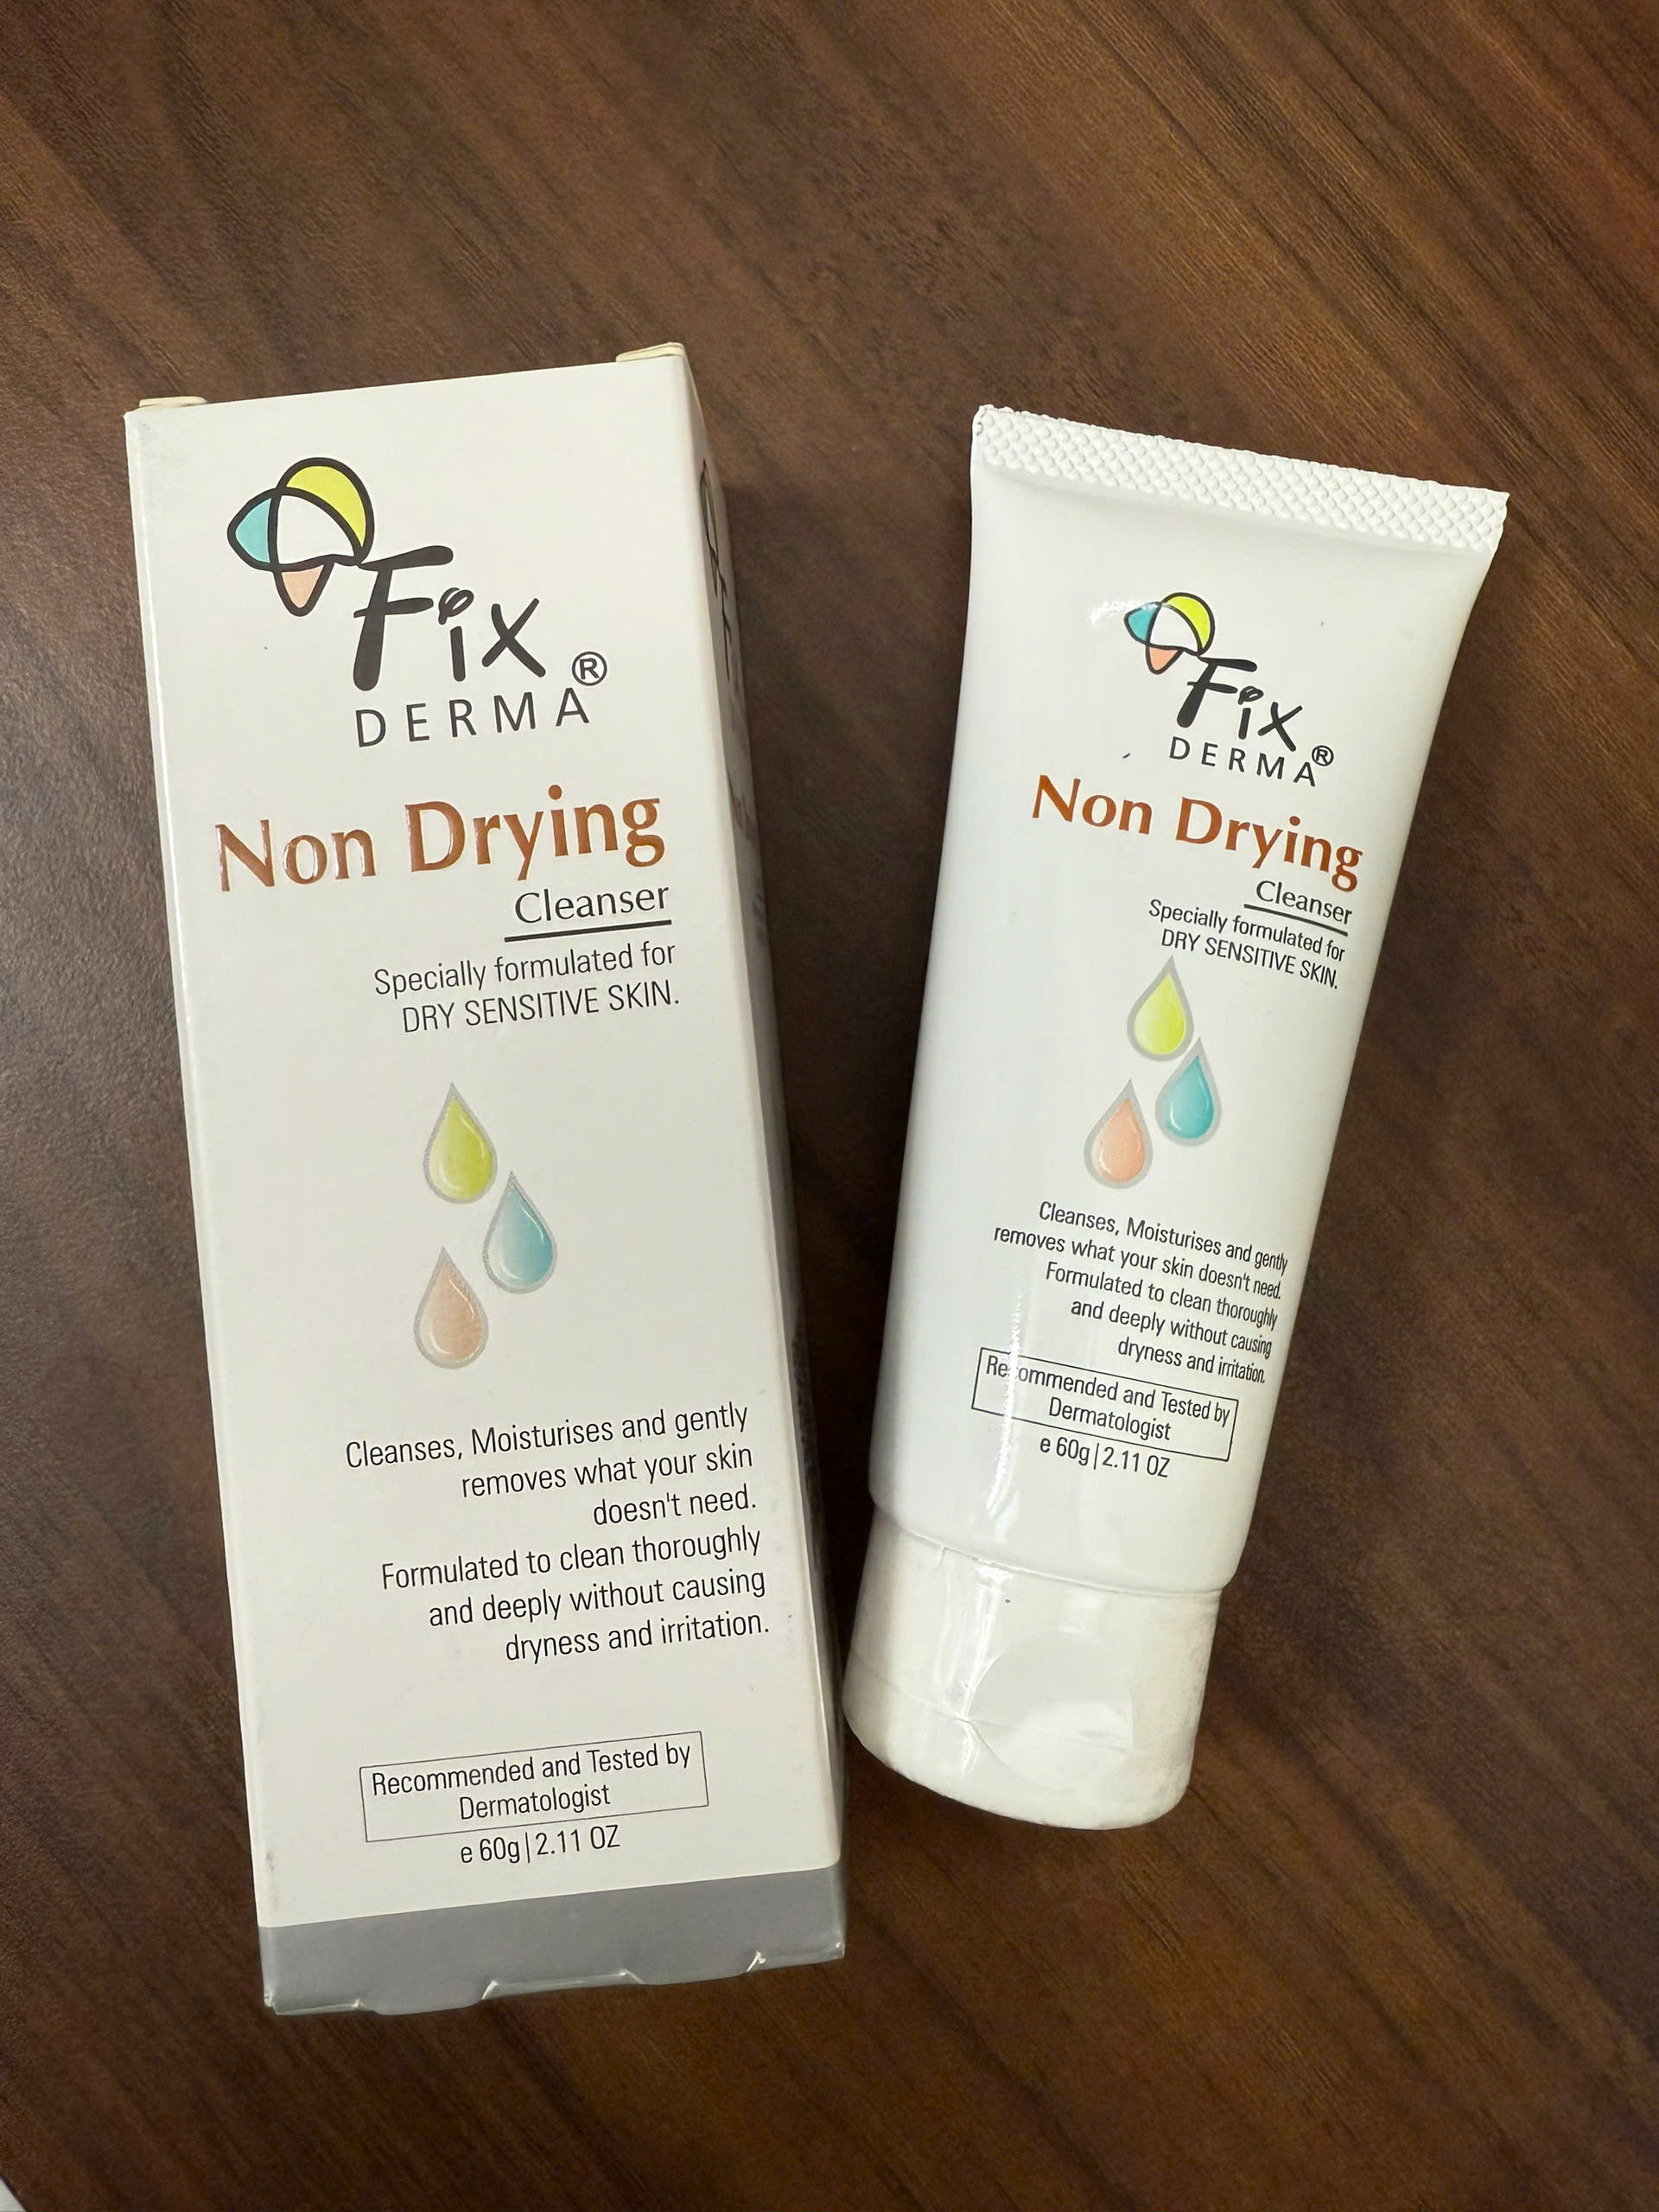 Fix
DERMA®
Non Drying
Cleanser
Specially formulated for
DRY SENSITIVE SKIN.
Cleanses, Moisturises and gently
removes what your skin
doesn't need.
Formulated to clean thoroughly
and deeply without causing
dryness and irritation.
Recommended and Tested by
Dermatologist
e 60g|2.11 OZ
Fix
DERMA®
Non Drying
Cleanser
Specially formulated for
DRY SENSITIVE SKIN.
Cleanses, Moisturises and gently
removes what your skin doesn't need.
Formulated to clean thoroughly
and deeply without causing
dryness and irritation.
Recommended and Tested by
Dermatologist
e 60g|2.11 OZ